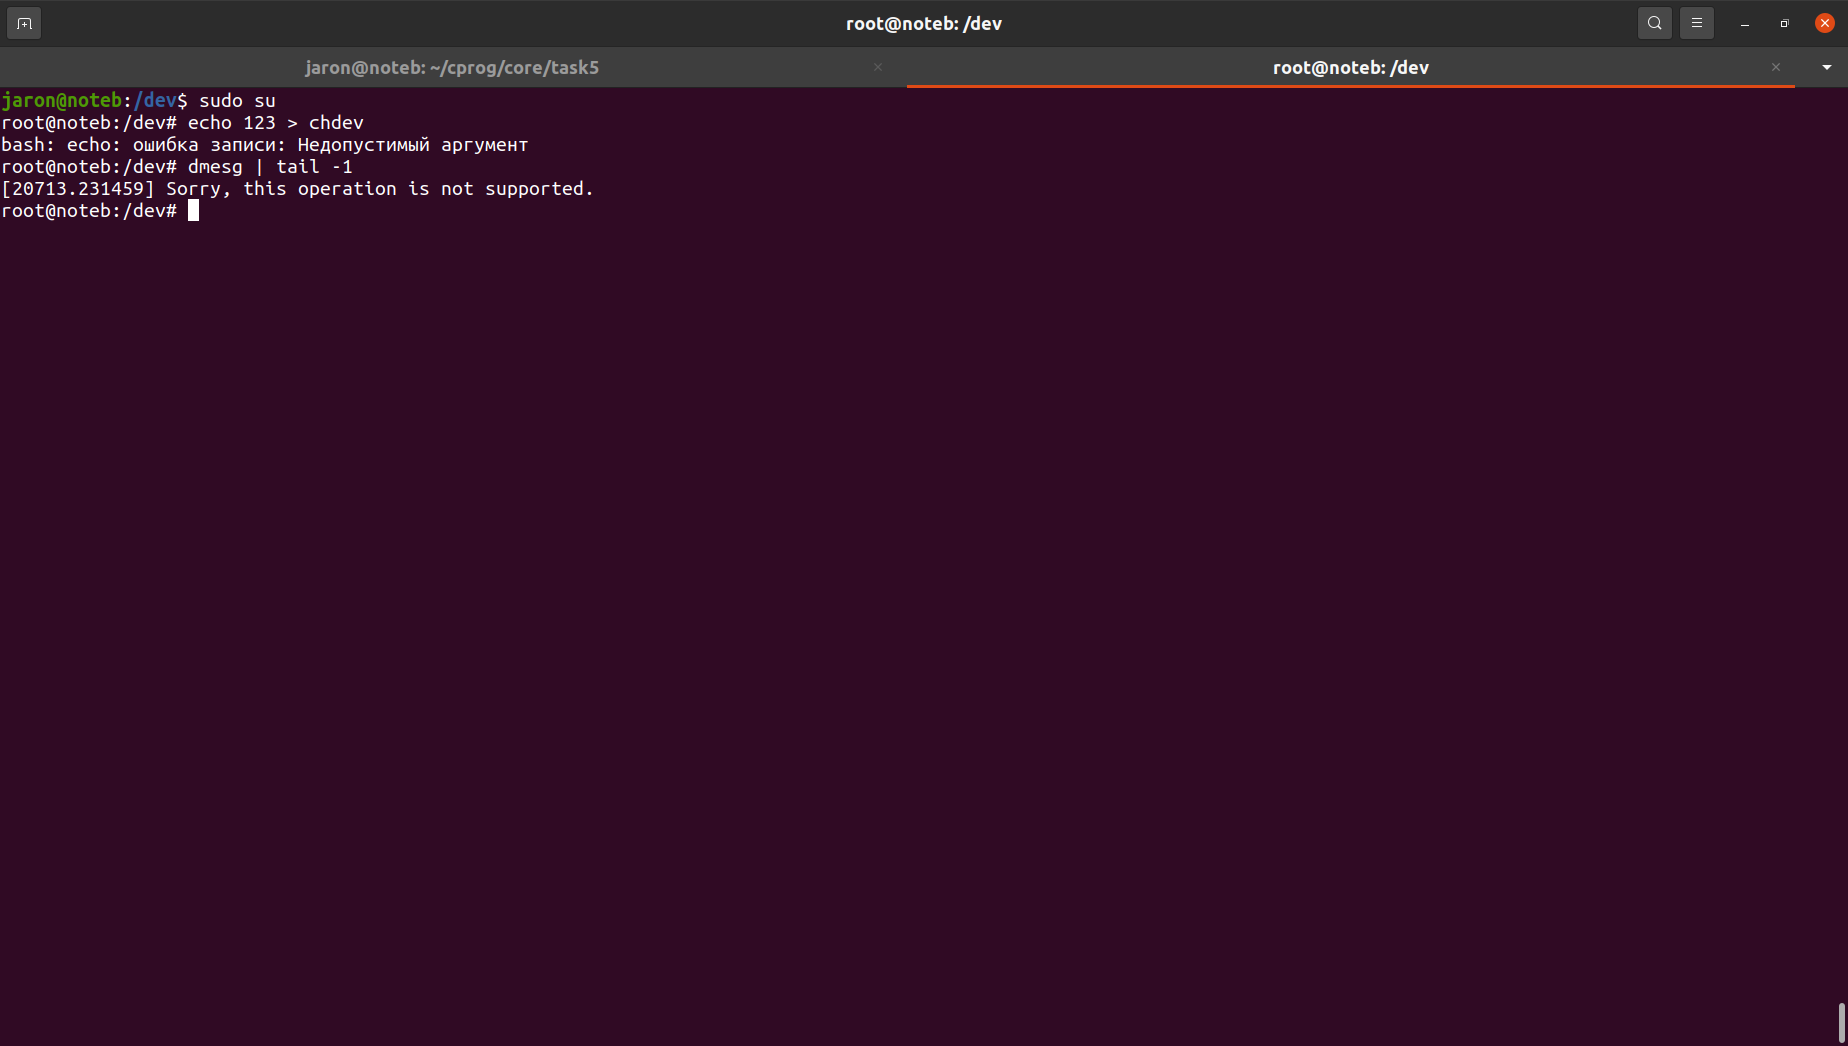 root@noteb: /dev
jaron@noteb: ~/cprog/core/task5
root@noteb: /dev
jaron@noteb:/dev$ sudo su
root@noteb:/dev# echo 123 > chdev
bash: echo: ошибка записи: Недопустимый аргумент
root@noteb:/dev# dmesg | tail -1
[20713.231459] Sorry, this operation is not supported.
root@noteb:/dev#